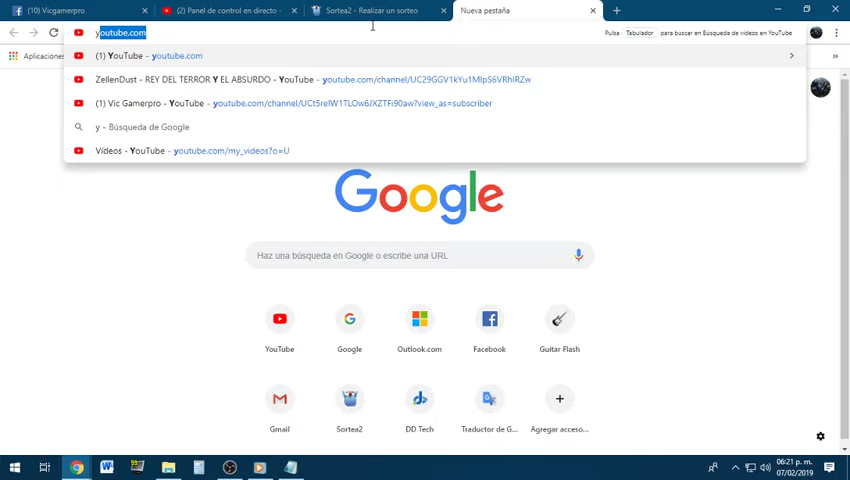 (10) Vicgamerpro
(2) Panel de control en directo -
Sortea2 - Realizar un sorteo
Nueva pestaña
youtube.com
Pulsa Tabulador para buscar en Búsqueda de vídeos en YouTube
Aplicaciones
(1) YouTube - youtube.com
ZellenDust - REY DEL TERROR Y EL ABSURDO - YouTube - youtube.com/channel/UC29GGV1kYu1MlpS6VRhIRZw
(1) Vic Gamerpro - YouTube - youtube.com/channel/UCt5relW1TLOw6JXZTFi90aw?view_as=subscriber
y - Búsqueda de Google
Vídeos - YouTube - youtube.com/my_videos?o=U
Google
Haz una búsqueda en Google o escribe una URL
YouTube
Google
Outlook.com
Facebook
Guitar Flash
Gmail
Sortea2
DD Tech
Traductor de G...
Agregar acceso...
99
06:21 p. m.
07/02/2019